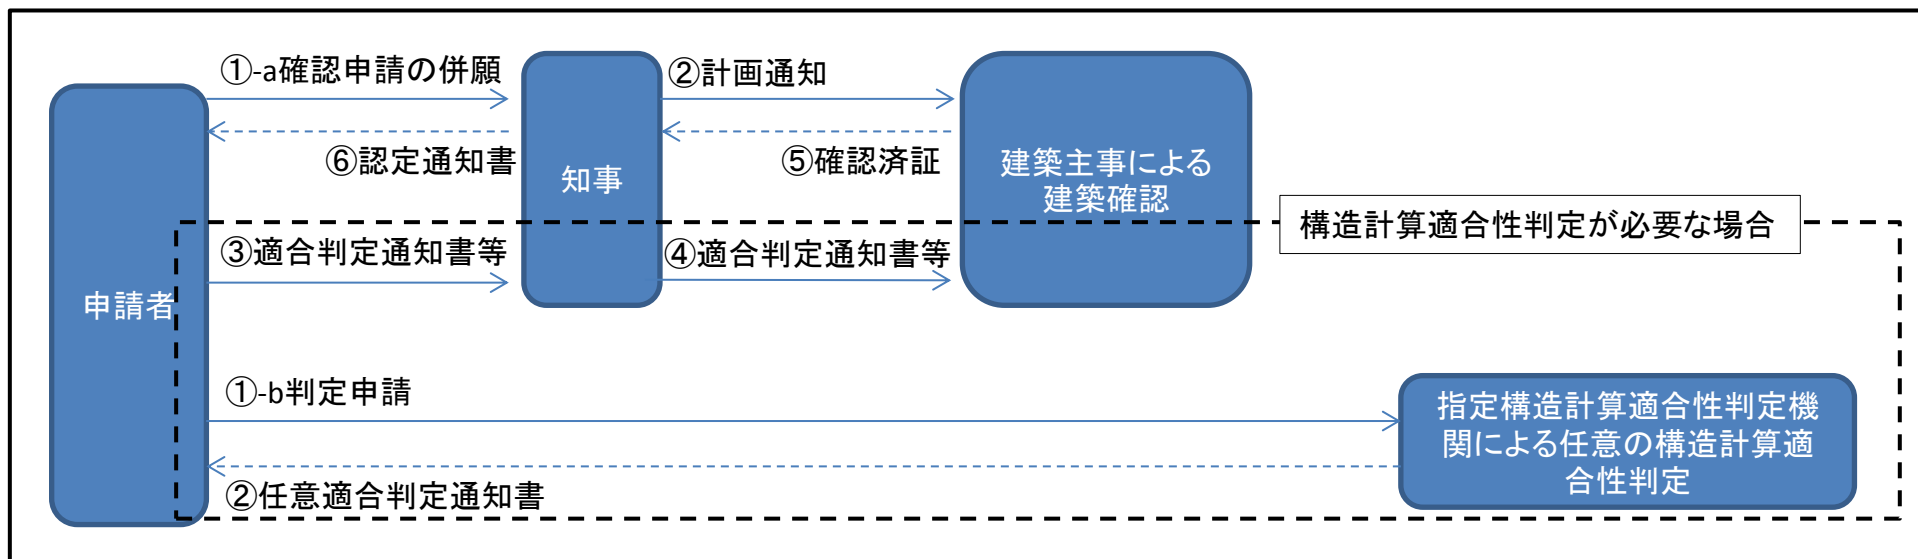 ①-a確認申請の併願
②計画通知
⑥認定通知書
⑤確認済証
知事
建築主事による
建築確認
構造計算適合性判定が必要な場合
③適合判定通知書等
④適合判定通知書等
申請者
①-b判定申請
指定構造計算適合性判定機
関による任意の構造計算適
合性判定
②任意適合判定通知書